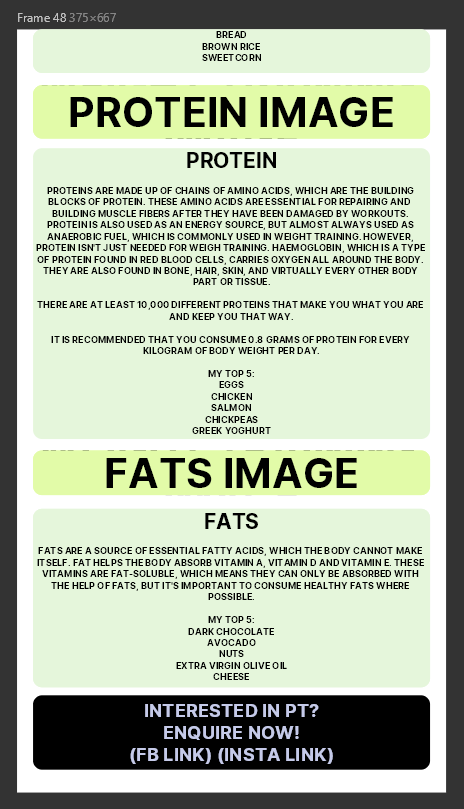 Frame 48 375×667
BREAD
BROWN RICE
SWEETCORN
PROTEIN IMAGE
PROTEIN
PROTEINS ARE MADE UP OF CHAINS OF AMINO ACIDS, WHICH ARE THE BUILDING
BLOCKS OF PROTEIN. THESE AMINO ACIDS ARE ESSENTIAL FOR REPAIRING AND
BUILDING MUSCLE FIBERS AFTER THEY HAVE BEEN DAMAGED BY WORKOUTS.
PROTEIN IS ALSO USED AS AN ENERGY SOURCE, BUT ALMOST ALWAYS USED AS
ANAEROBIC FUEL, WHICH IS COMMONLY USED IN WEIGHT TRAINING. HOWEVER,
PROTEIN ISN'T JUST NEEDED FOR WEIGH TRAINING. HAEMOGLOBIN, WHICH IS A TYPE
OF PROTEIN FOUND IN RED BLOOD CELLS, CARRIES OXYGEN ALL AROUND THE BODY.
THEY ARE ALSO FOUND IN BONE, HAIR, SKIN, AND VIRTUALLY EVERY OTHER BODY
PART OR TISSUE.
THERE ARE AT LEAST 10,000 DIFFERENT PROTEINS THAT MAKE YOU WHAT YOU ARE
AND KEEP YOU THAT WAY.
IT IS RECOMMENDED THAT YOU CONSUME 0.8 GRAMS OF PROTEIN FOR EVERY
KILOGRAM OF BODY WEIGHT PER DAY.
MY TOP 5:
EGGS
CHICKEN
SALMON
CHICKPEAS
GREEK YOGHURT
FATS IMAGE
FATS
FATS ARE A SOURCE OF ESSENTIAL FATTY ACIDS, WHICH THE BODY CANNOT MAKE
ITSELF. FAT HELPS THE BODY ABSORB VITAMIN A, VITAMIN D AND VITAMIN E. THESE
VITAMINS ARE FAT-SOLUBLE, WHICH MEANS THEY CAN ONLY BE ABSORBED WITH
THE HELP OF FATS, BUT IT'S IMPORTANT TO CONSUME HEALTHY FATS WHERE
POSSIBLE.
MY TOP 5:
DARK CHOCOLATE
AVOCADO
NUTS
EXTRA VIRGIN OLIVE OIL
CHEESE
INTERESTED IN PT?
ENQUIRE NOW!
(FB LINK) (INSTA LINK)